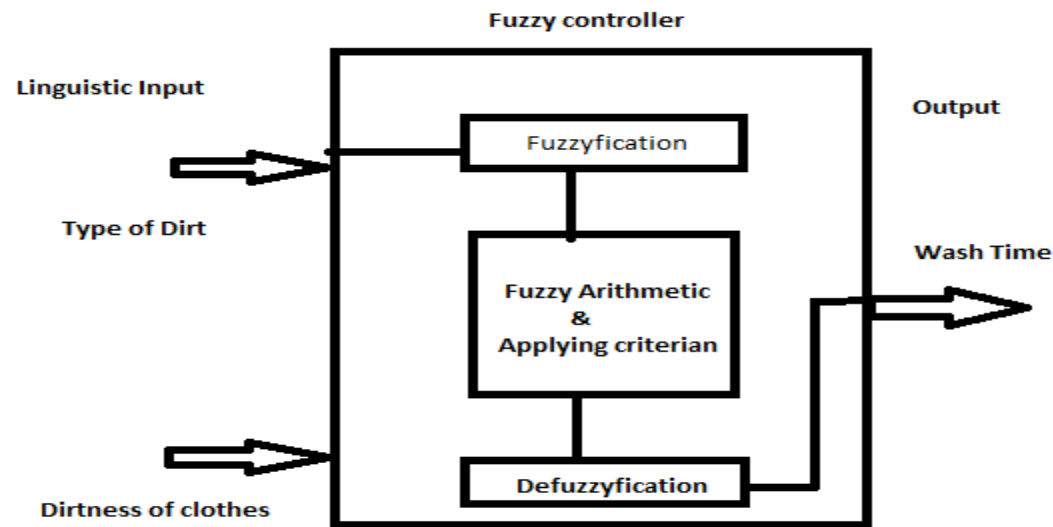 Fuzzy controller
Linguistic Input
Output
Fuzzyfication
Type of Dirt
Wash Time
Fuzzy Arithmetic
&
Applying criterian
Defuzzyfication
Dirtness of clothes